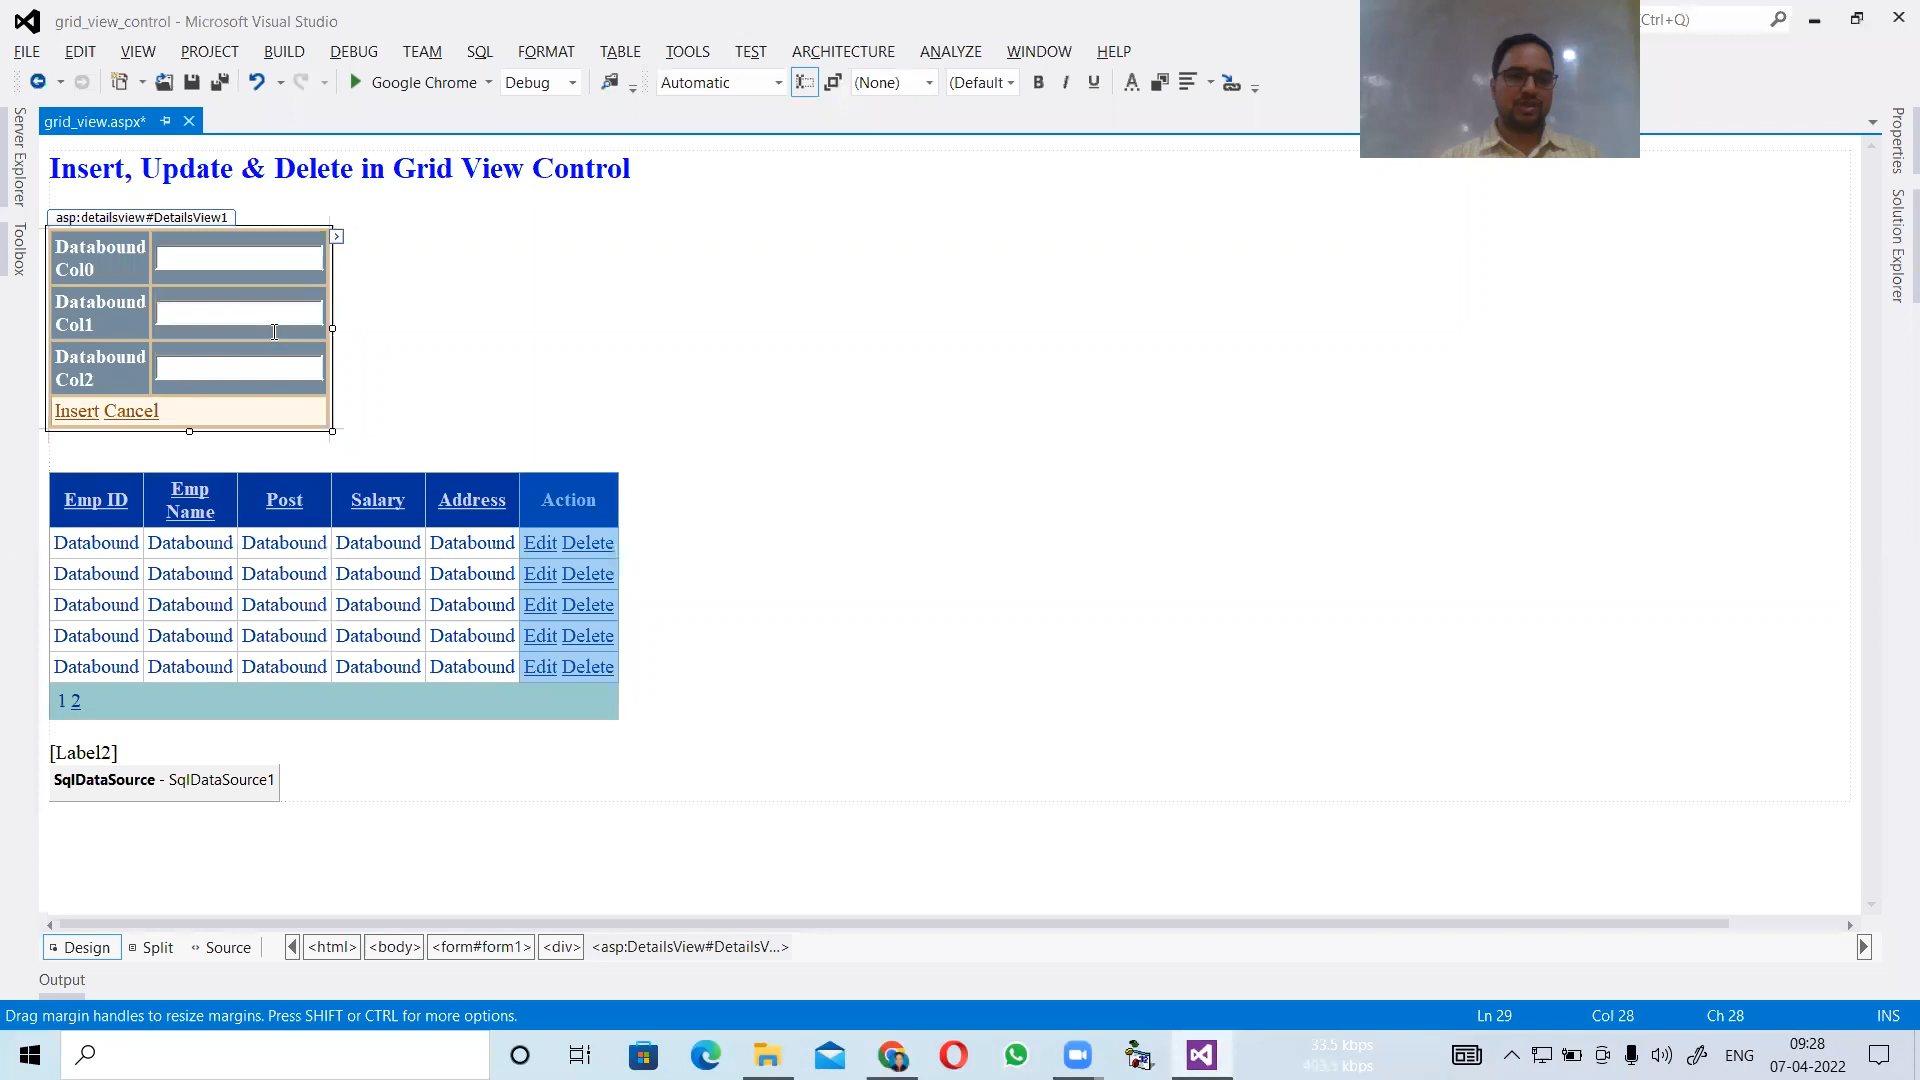 grid_view_control - Microsoft Visual Studio
Ctrl+Q)
FILE EDIT VIEW PROJECT BUILD DEBUG TEAM SQL FORMAT TABLE TOOLS TEST ARCHITECTURE ANALYZE WINDOW HELP
Google Chrome Debug Automatic (None) (Default B I U A
grid_view.aspx*
Server Explorer
Toolbox
Properties
Solution Explorer
Insert, Update & Delete in Grid View Control
asp:detailsview#DetailsView1
Databound
Col0
Databound
Col1
Databound
Col2
Insert Cancel
Emp ID Emp Name Post Salary Address Action
Databound Databound Databound Databound Databound Edit Delete
Databound Databound Databound Databound Databound Edit Delete
Databound Databound Databound Databound Databound Edit Delete
Databound Databound Databound Databound Databound Edit Delete
Databound Databound Databound Databound Databound Edit Delete
1 2
[Label2]
SqlDataSource - SqlDataSource1
Design Split Source <html> <body> <form#form1> <div> <asp:DetailsView#DetailsV...>
Output
Drag margin handles to resize margins. Press SHIFT or CTRL for more options. Ln 29 Col 28 Ch 28 INS
33.5 kbps
403.5 kbps
ENG
09:28
07-04-2022